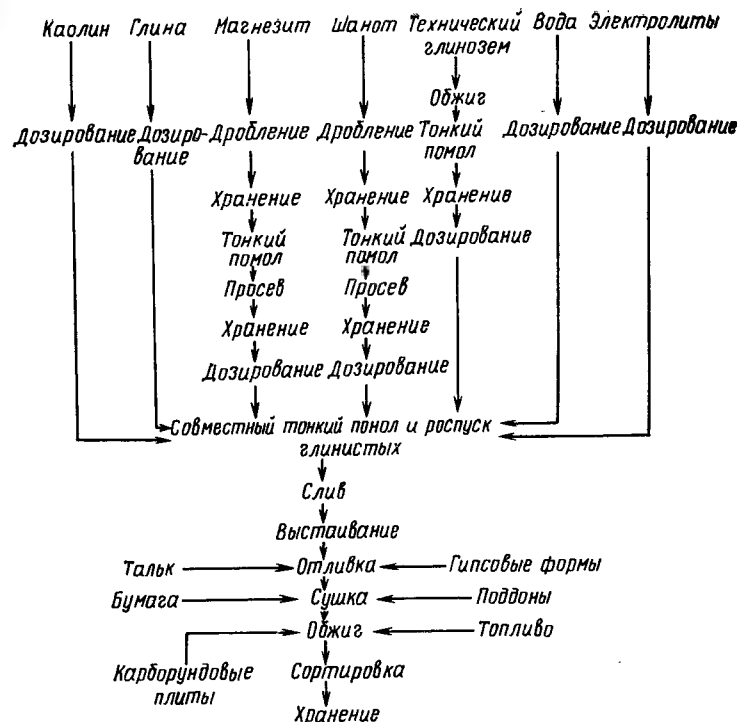 Каолин Глина Магнезит Шамот Технический Вода Электролиты
глинозем
Обжиг
Дозирование Дозиро- Дробление Дробление Тонкий Дозирование Дозирование
вание помол
Хранение Хранение Хранение
Тонкий Тонкий Дозирование
помол помол
Просев Просев
Хранение Хранение
Дозирование Дозирование
Совместный тонкий понол и роспуск
глинистых
Слив
Выстаивание
Тальк Отливка Гипсовые формы
Бумага Сушка Поддоны
Обжиг Топливо
Карборундовые Сортировка
плиты
Хранение